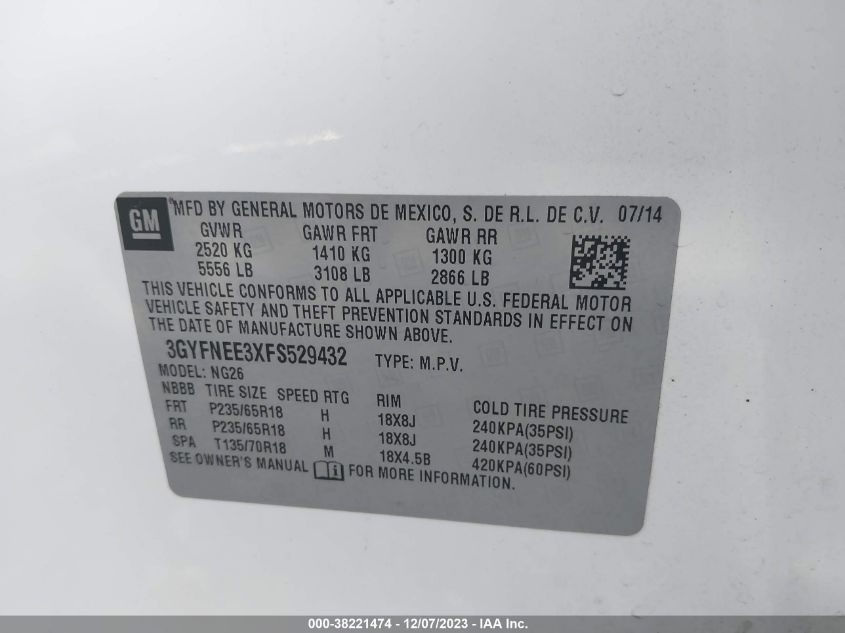 GM
MFD BY GENERAL MOTORS DE MEXICO, S. DE R.L. DE C.V. 07/14
GVWR GAWR FRT GAWR RR
2520 KG 1410 KG 1300 KG
5556 LB 3108 LB 2866 LB
THIS VEHICLE CONFORMS TO ALL APPLICABLE U.S. FEDERAL MOTOR
VEHICLE SAFETY AND THEFT PREVENTION STANDARDS IN EFFECT ON
THE DATE OF MANUFACTURE SHOWN ABOVE.
3GYFNEE3XFS529432 TYPE: M.P.V.
MODEL: NG26
NBBB TIRE SIZE SPEED RTG RIM COLD TIRE PRESSURE
FRT P235/65R18 H 18X8J 240KPA(35PSI)
RR P235/65R18 H 18X8J 240KPA(35PSI)
SPA T135/70R18 M 18X4.5B 420KPA(60PSI)
SEE OWNER'S MANUAL FOR MORE INFORMATION.
000-38221474 - 12/07/2023 - IAA Inc.